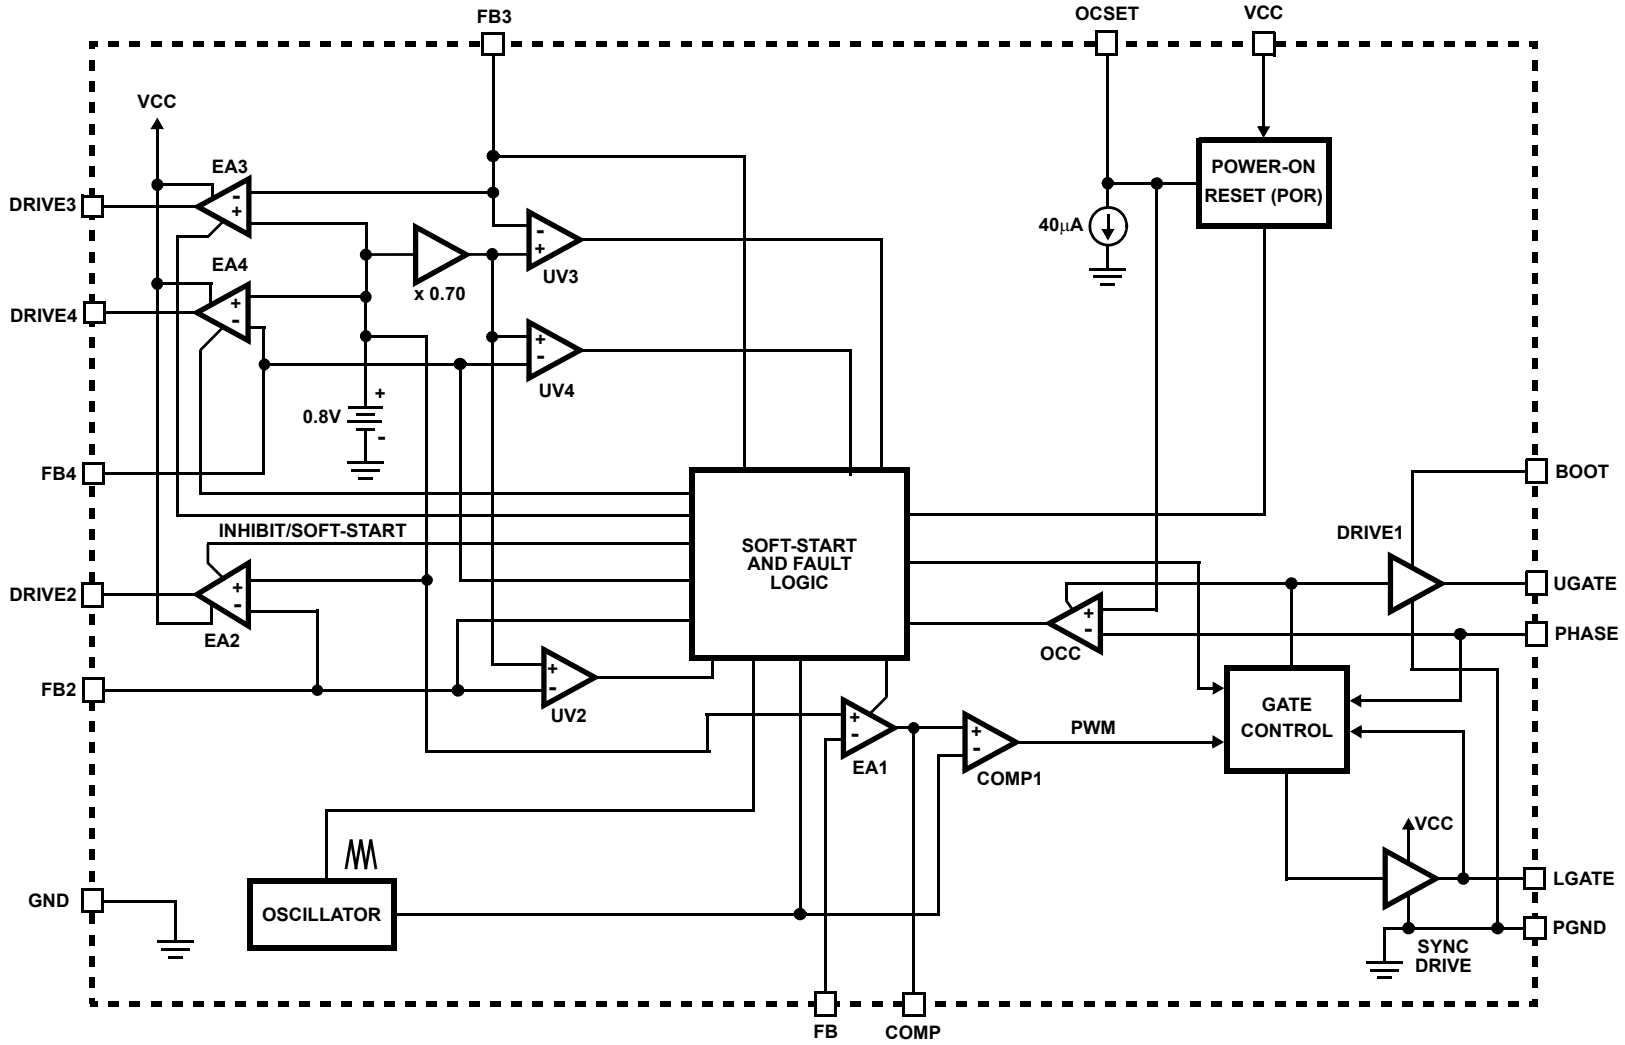 FB3
OCSET
VCC
VCC
EA3
-
+
DRIVE3
POWER-ON
RESET (POR)
40μA
-
+
UV3
EA4
+
-
x 0.70
DRIVE4
+
-
UV4
+
0.8V
-
FB4
BOOT
INHIBIT/SOFT-START
DRIVE1
SOFT-START
AND FAULT
LOGIC
DRIVE2
+
-
EA2
UGATE
+
-
OCC
PHASE
FB2
+
-
UV2
GATE
CONTROL
+
-
EA1
+
-
COMP1
PWM
VCC
OSCILLATOR
GND
LGATE
PGND
SYNC
DRIVE
FB
COMP